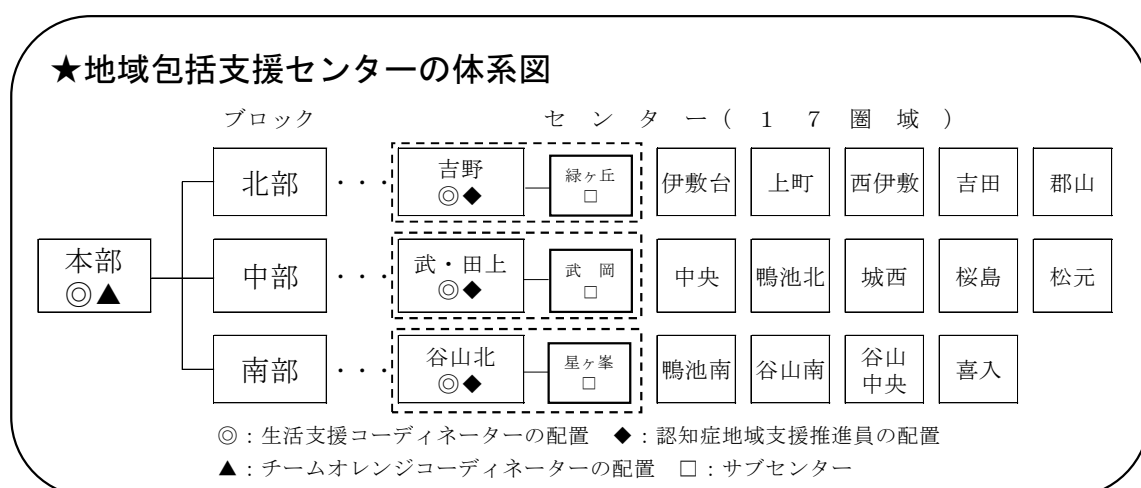 ★地域包括支援センターの体系図
ブロック
センター(17圏域)
本部
◎▲
北部
・・・
吉野
◎◆
緑ヶ丘
□
伊敷台
上町
西伊敷
吉田
郡山
中部
・・・
武・田上
◎◆
武岡
□
中央
鴨池北
城西
桜島
松元
南部
・・・
谷山北
◎◆
星ヶ峯
□
鴨池南
谷山南
谷山
中央
喜入
◎：生活支援コーディネーターの配置 ◆：認知症地域支援推進員の配置
▲：チームオレンジコーディネーターの配置 □：サブセンター